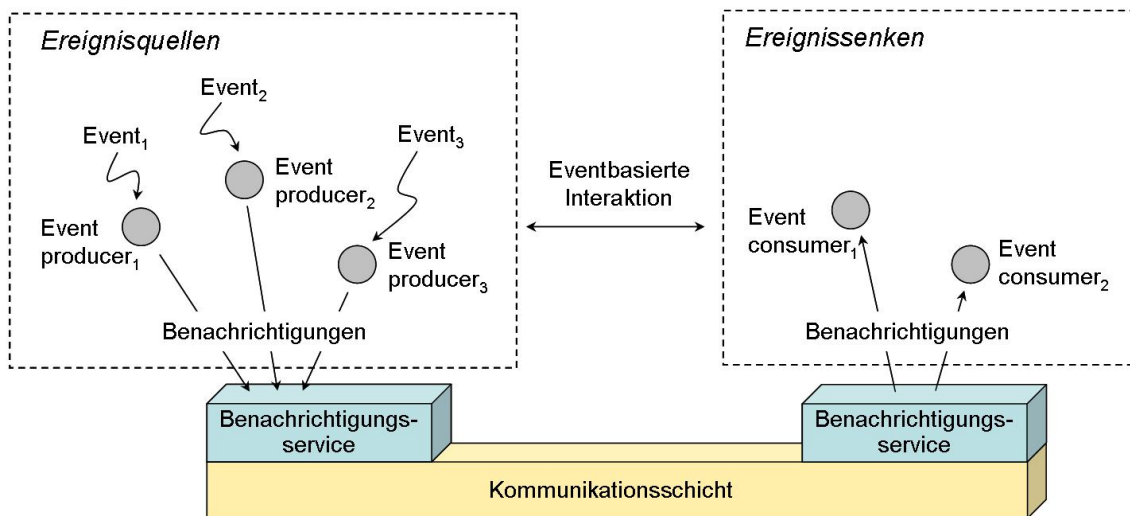 Ereignisquellen
Event₂
Event₁
Event₃
Event
producer₂
Event
producer₁
Event
producer₃
Benachrichtigungen
Eventbasierte
Interaktion
Ereignissenken
Event
consumer₁
Event
consumer₂
Benachrichtigungen
Benachrichtigungs-
service
Benachrichtigungs-
service
Kommunikationsschicht